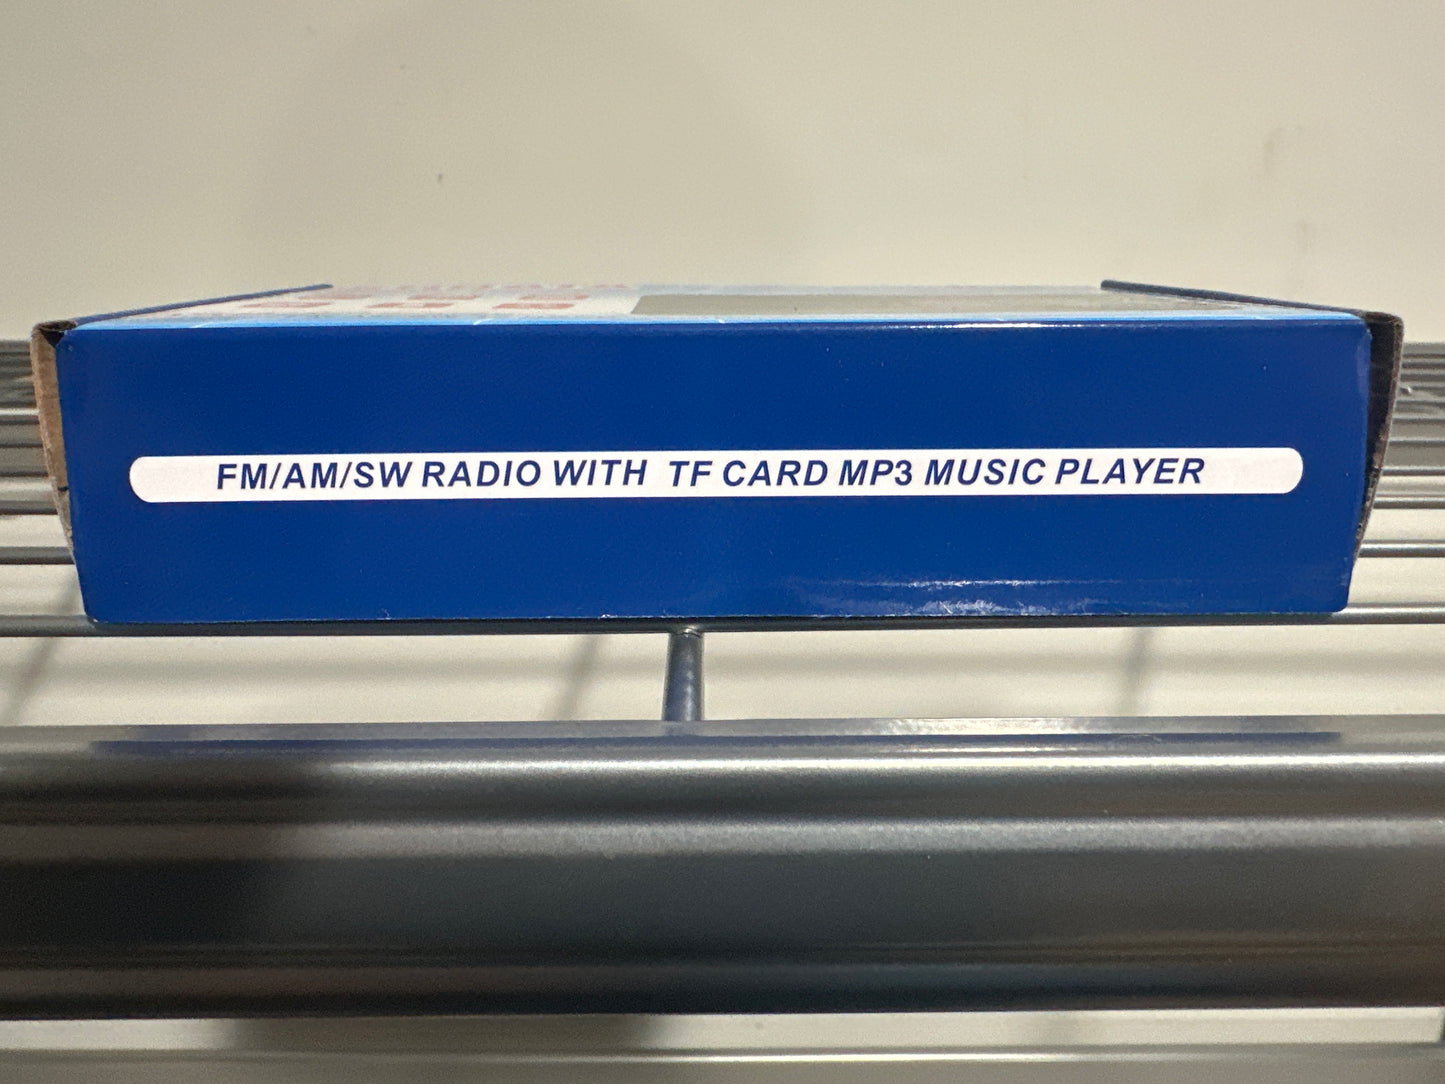 FM/AM/SW RADIO WITH TF CARD MP3 MUSIC PLAYER